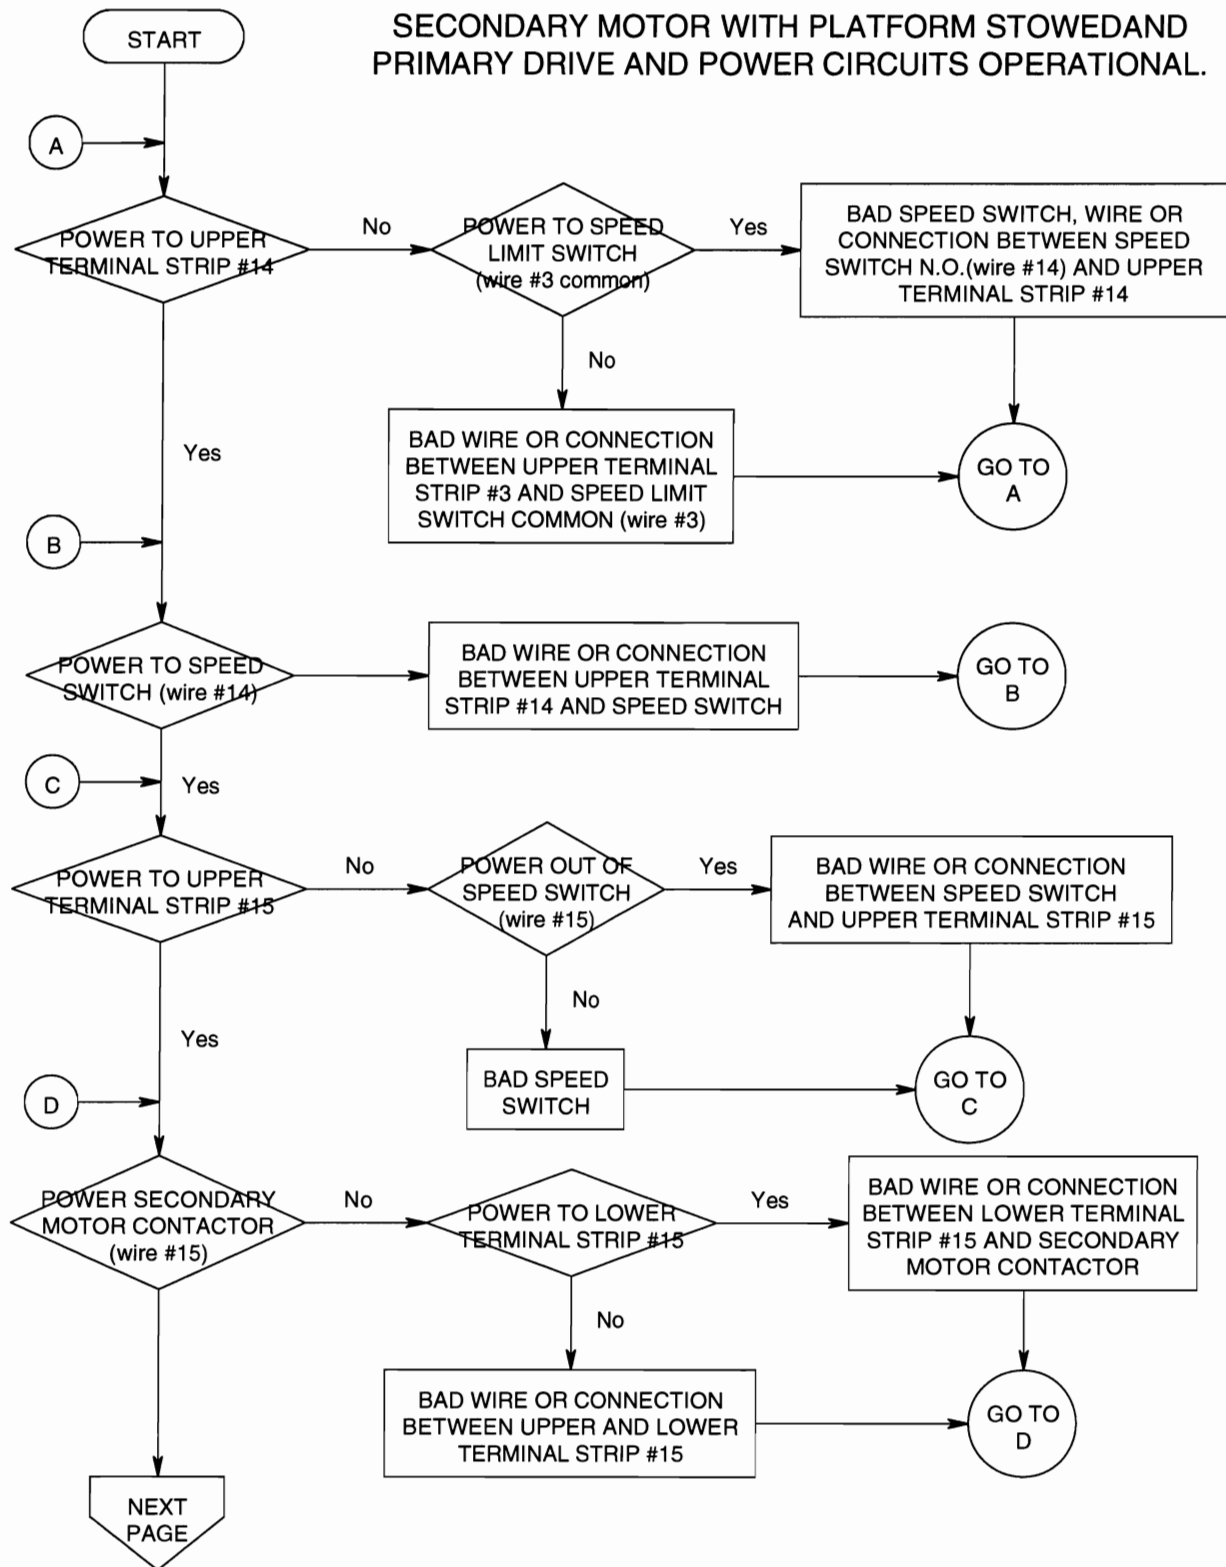 SECONDARY MOTOR WITH PLATFORM STOWEDAND
PRIMARY DRIVE AND POWER CIRCUITS OPERATIONAL.
START
A
POWER TO UPPER
TERMINAL STRIP #14
No
POWER TO SPEED
LIMIT SWITCH
(wire #3 common)
Yes
BAD SPEED SWITCH, WIRE OR
CONNECTION BETWEEN SPEED
SWITCH N.O.(wire #14) AND UPPER
TERMINAL STRIP #14
No
BAD WIRE OR CONNECTION
BETWEEN UPPER TERMINAL
STRIP #3 AND SPEED LIMIT
SWITCH COMMON (wire #3)
GO TO
A
Yes
B
POWER TO SPEED
SWITCH (wire #14)
BAD WIRE OR CONNECTION
BETWEEN UPPER TERMINAL
STRIP #14 AND SPEED SWITCH
GO TO
B
C
Yes
POWER TO UPPER
TERMINAL STRIP #15
No
POWER OUT OF
SPEED SWITCH
(wire #15)
Yes
BAD WIRE OR CONNECTION
BETWEEN SPEED SWITCH
AND UPPER TERMINAL STRIP #15
No
BAD SPEED
SWITCH
GO TO
C
Yes
D
POWER SECONDARY
MOTOR CONTACTOR
(wire #15)
No
POWER TO LOWER
TERMINAL STRIP #15
Yes
BAD WIRE OR CONNECTION
BETWEEN LOWER TERMINAL
STRIP #15 AND SECONDARY
MOTOR CONTACTOR
No
BAD WIRE OR CONNECTION
BETWEEN UPPER AND LOWER
TERMINAL STRIP #15
GO TO
D
NEXT
PAGE